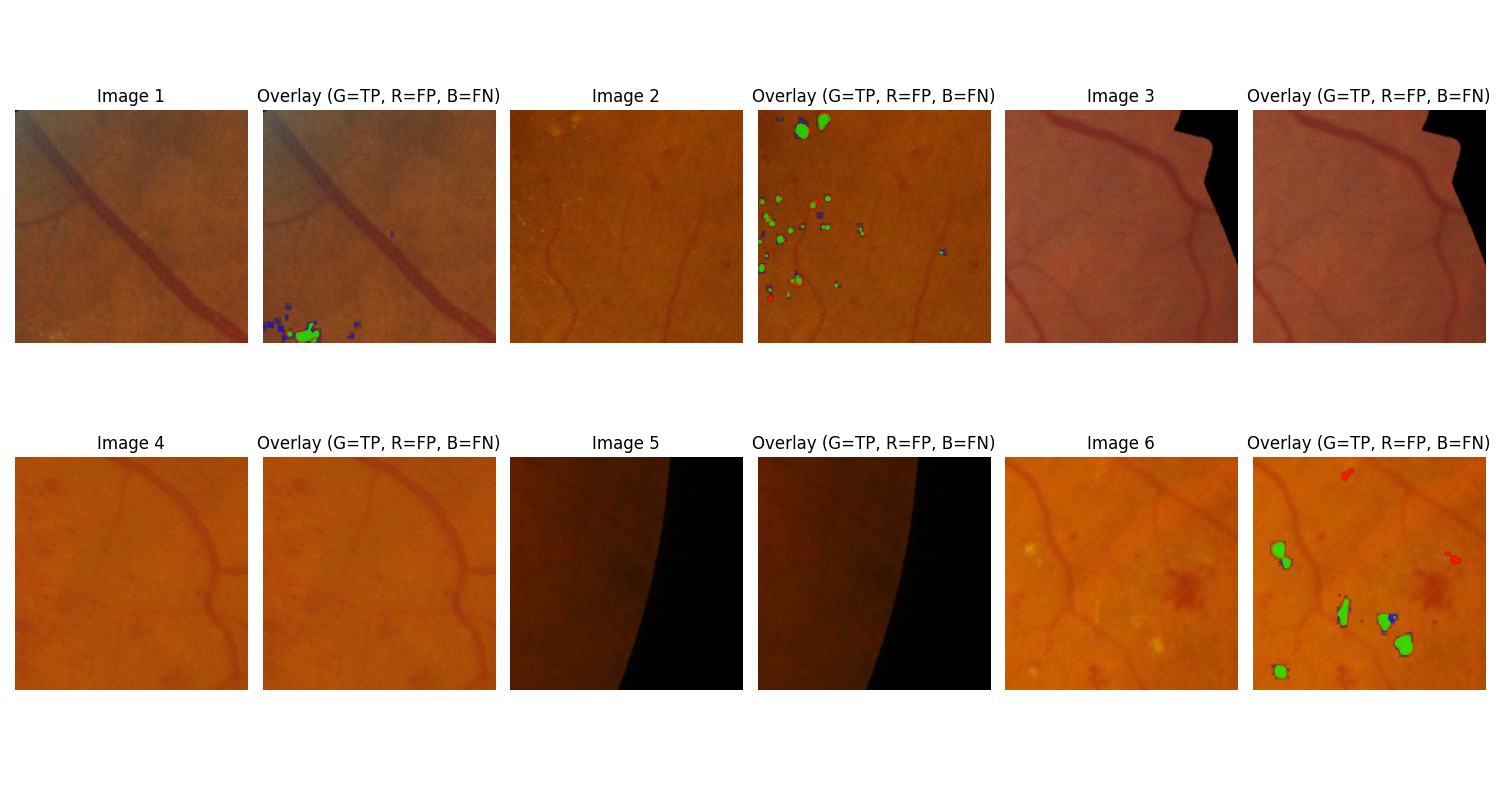 Image 1
Overlay (G=TP, R=FP, B=FN)
Image 2
Overlay (G=TP, R=FP, B=FN)
Image 3
Overlay (G=TP, R=FP, B=FN)
Image 4
Overlay (G=TP, R=FP, B=FN)
Image 5
Overlay (G=TP, R=FP, B=FN)
Image 6
Overlay (G=TP, R=FP, B=FN)